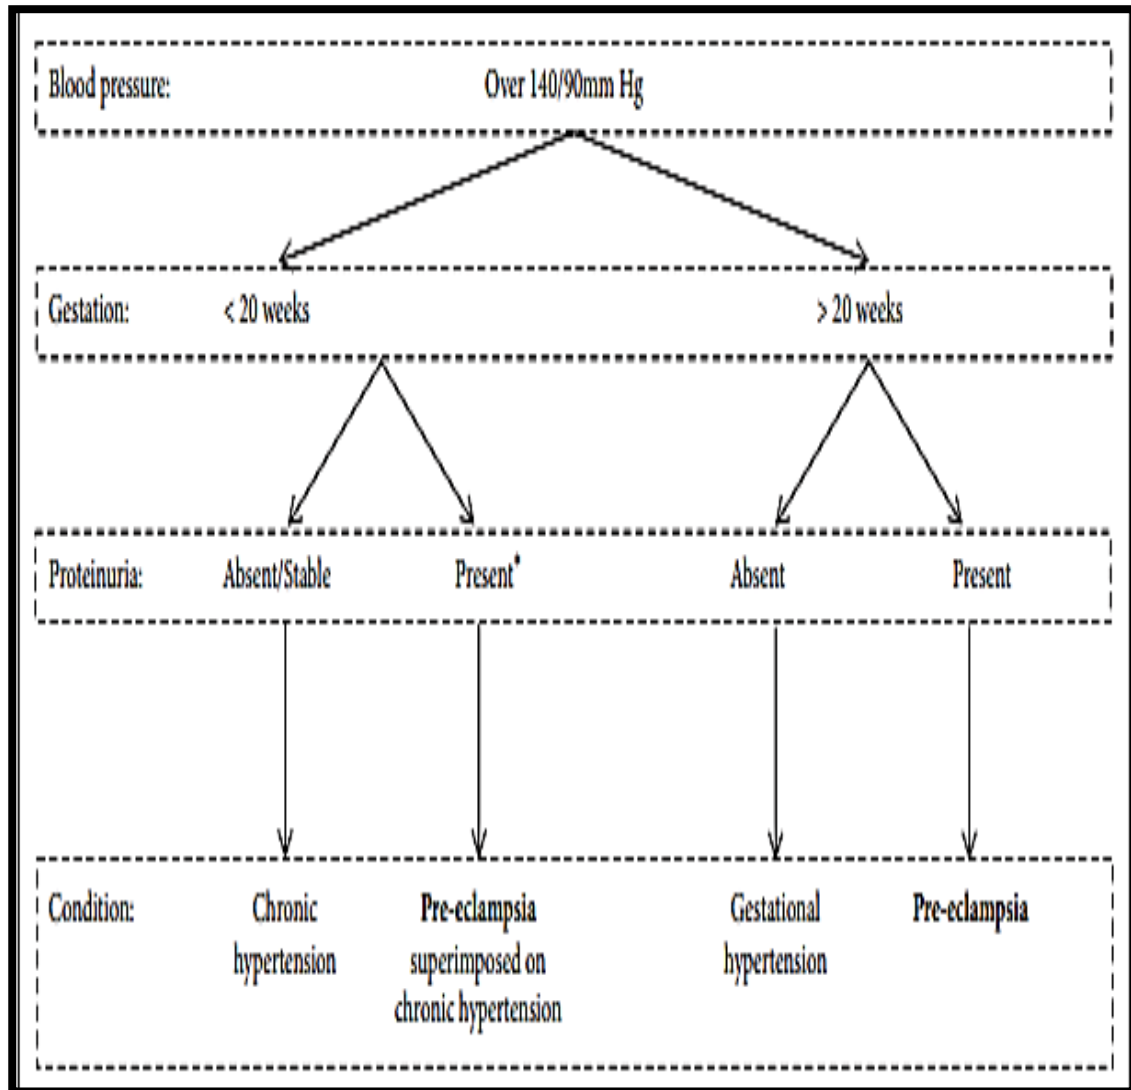 Blood pressure: Over 140/90mm Hg
Gestation: < 20 weeks > 20 weeks
Proteinuria: Absent/Stable Present* Absent Present
Condition: Chronic Pre-eclampsia Gestational Pre-eclampsia
hypertension superimposed on hypertension
chronic hypertension